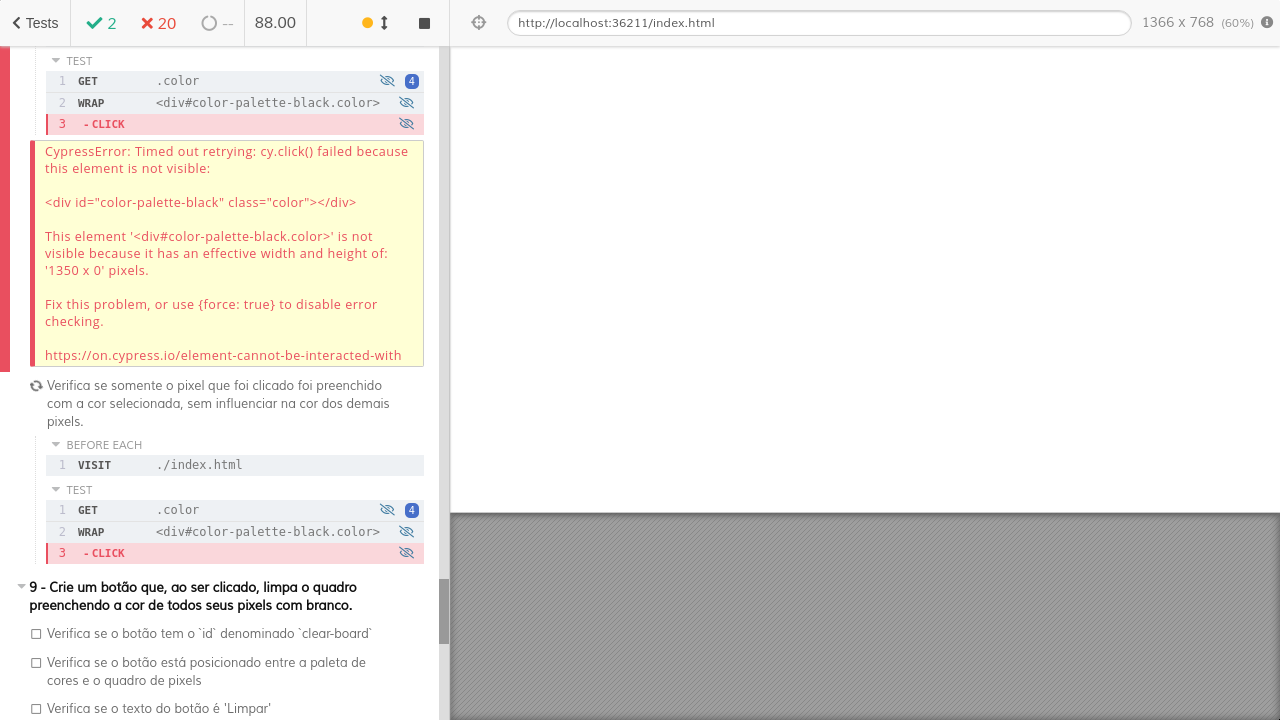 Tests 2 20 -- 88.00 http://localhost:36211/index.html 1366 x 768 (60%)
TEST
1 GET .color 4
2 WRAP <div#color-palette-black.color>
3 - CLICK
CypressError: Timed out retrying: cy.click() failed because
this element is not visible:
<div id="color-palette-black" class="color"></div>
This element '<div#color-palette-black.color>' is not
visible because it has an effective width and height of:
'1350 x 0' pixels.
Fix this problem, or use {force: true} to disable error
checking.
https://on.cypress.io/element-cannot-be-interacted-with
Verifica se somente o pixel que foi clicado foi preenchido
com a cor selecionada, sem influenciar na cor dos demais
pixels.
BEFORE EACH
1 VISIT ./index.html
TEST
1 GET .color 4
2 WRAP <div#color-palette-black.color>
3 - CLICK
9 - Crie um botão que, ao ser clicado, limpa o quadro
preenchendo a cor de todos seus pixels com branco.
Verifica se o botão tem o `id` denominado `clear-board`
Verifica se o botão está posicionado entre a paleta de
cores e o quadro de pixels
Verifica se o texto do botão é 'Limpar'